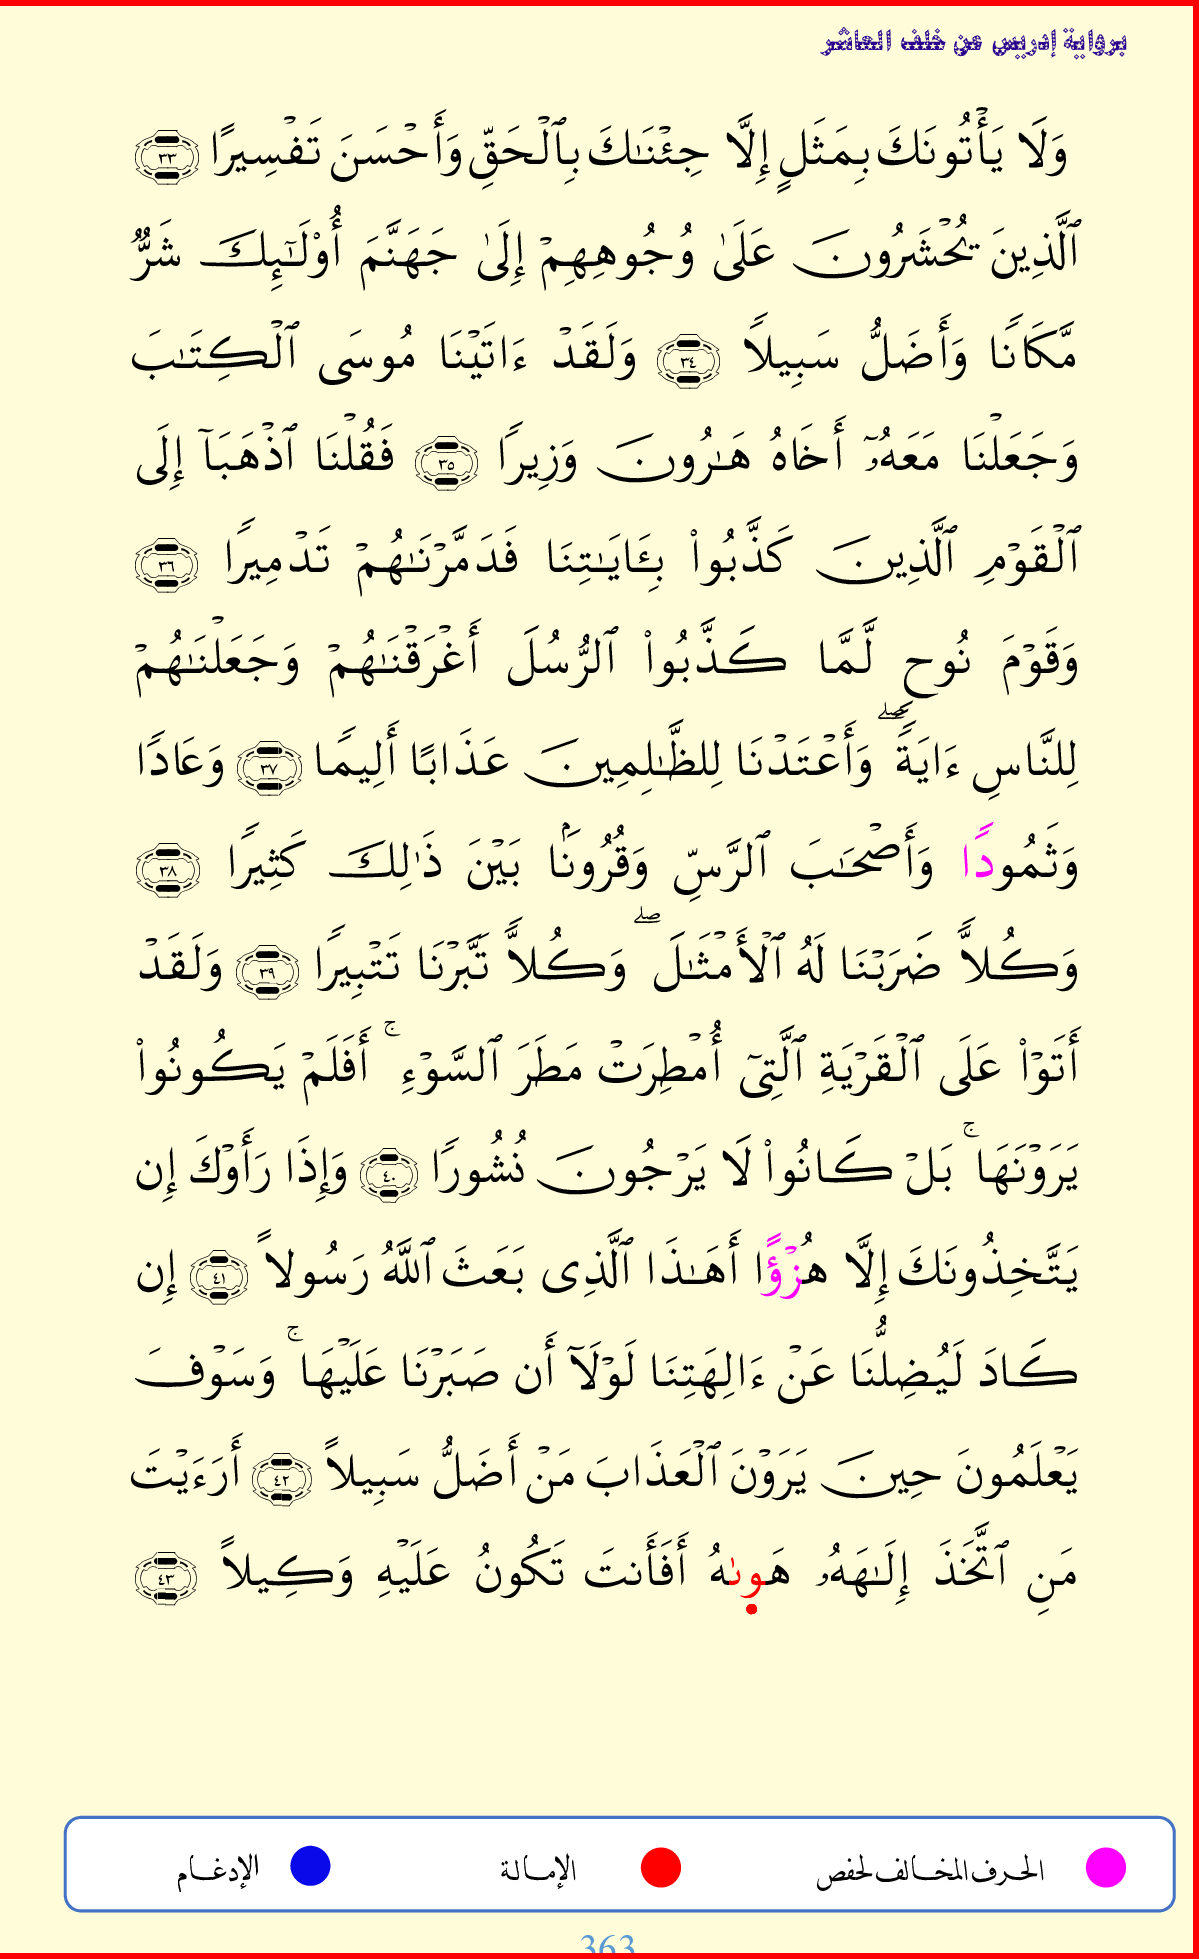 برواية إدريس عن خلف العاشر
وَلَا يَأْتُونَكَ بِمَثَلٍ إِلَّا جِئْنَٰكَ بِٱلْحَقِّ وَأَحْسَنَ تَفْسِيرًا ٣٣
ٱلَّذِينَ يُحْشَرُونَ عَلَىٰ وُجُوهِهِمْ إِلَىٰ جَهَنَّمَ أُوْلَٰٓئِكَ شَرٌّ
مَّكَانًا وَأَضَلُّ سَبِيلًا ٣٤ وَلَقَدْ ءَاتَيْنَا مُوسَى ٱلْكِتَٰبَ
وَجَعَلْنَا مَعَهُۥٓ أَخَاهُ هَٰرُونَ وَزِيرًا ٣٥ فَقُلْنَا ٱذْهَبَآ إِلَى
ٱلْقَوْمِ ٱلَّذِينَ كَذَّبُواْ بِـَٔايَٰتِنَا فَدَمَّرْنَٰهُمْ تَدْمِيرًا ٣٦
وَقَوْمَ نُوحٍ لَّمَّا كَذَّبُواْ ٱلرُّسُلَ أَغْرَقْنَٰهُمْ وَجَعَلْنَٰهُمْ
لِلنَّاسِ ءَايَةًۖ وَأَعْتَدْنَا لِلظَّٰلِمِينَ عَذَابًا أَلِيمًا ٣٧ وَعَادًا
وَثَمُودًا وَأَصْحَٰبَ ٱلرَّسِّ وَقُرُونَۢا بَيْنَ ذَٰلِكَ كَثِيرًا ٣٨
وَكُلًّا ضَرَبْنَا لَهُ ٱلْأَمْثَٰلَۖ وَكُلًّا تَبَّرْنَا تَتْبِيرًا ٣٩ وَلَقَدْ
أَتَوْاْ عَلَى ٱلْقَرْيَةِ ٱلَّتِىٓ أُمْطِرَتْ مَطَرَ ٱلسَّوْءِۚ أَفَلَمْ يَكُونُواْ
يَرَوْنَهَاۚ بَلْ كَانُواْ لَا يَرْجُونَ نُشُورًا ٤٠ وَإِذَا رَأَوْكَ إِن
يَتَّخِذُونَكَ إِلَّا هُزْؤًا أَهَٰذَا ٱلَّذِى بَعَثَ ٱللَّهُ رَسُولًا ٤١ إِن
كَادَ لَيُضِلُّنَا عَنْ ءَالِهَتِنَا لَوْلَآ أَن صَبَرْنَا عَلَيْهَاۚ وَسَوْفَ
يَعْلَمُونَ حِينَ يَرَوْنَ ٱلْعَذَابَ مَنْ أَضَلُّ سَبِيلًا ٤٢ أَرَءَيْتَ
مَنِ ٱتَّخَذَ إِلَٰهَهُۥ هَوىٰهُ أَفَأَنتَ تَكُونُ عَلَيْهِ وَكِيلًا ٤٣
الحرف المخالف لحفص الإمالة الإدغام
363